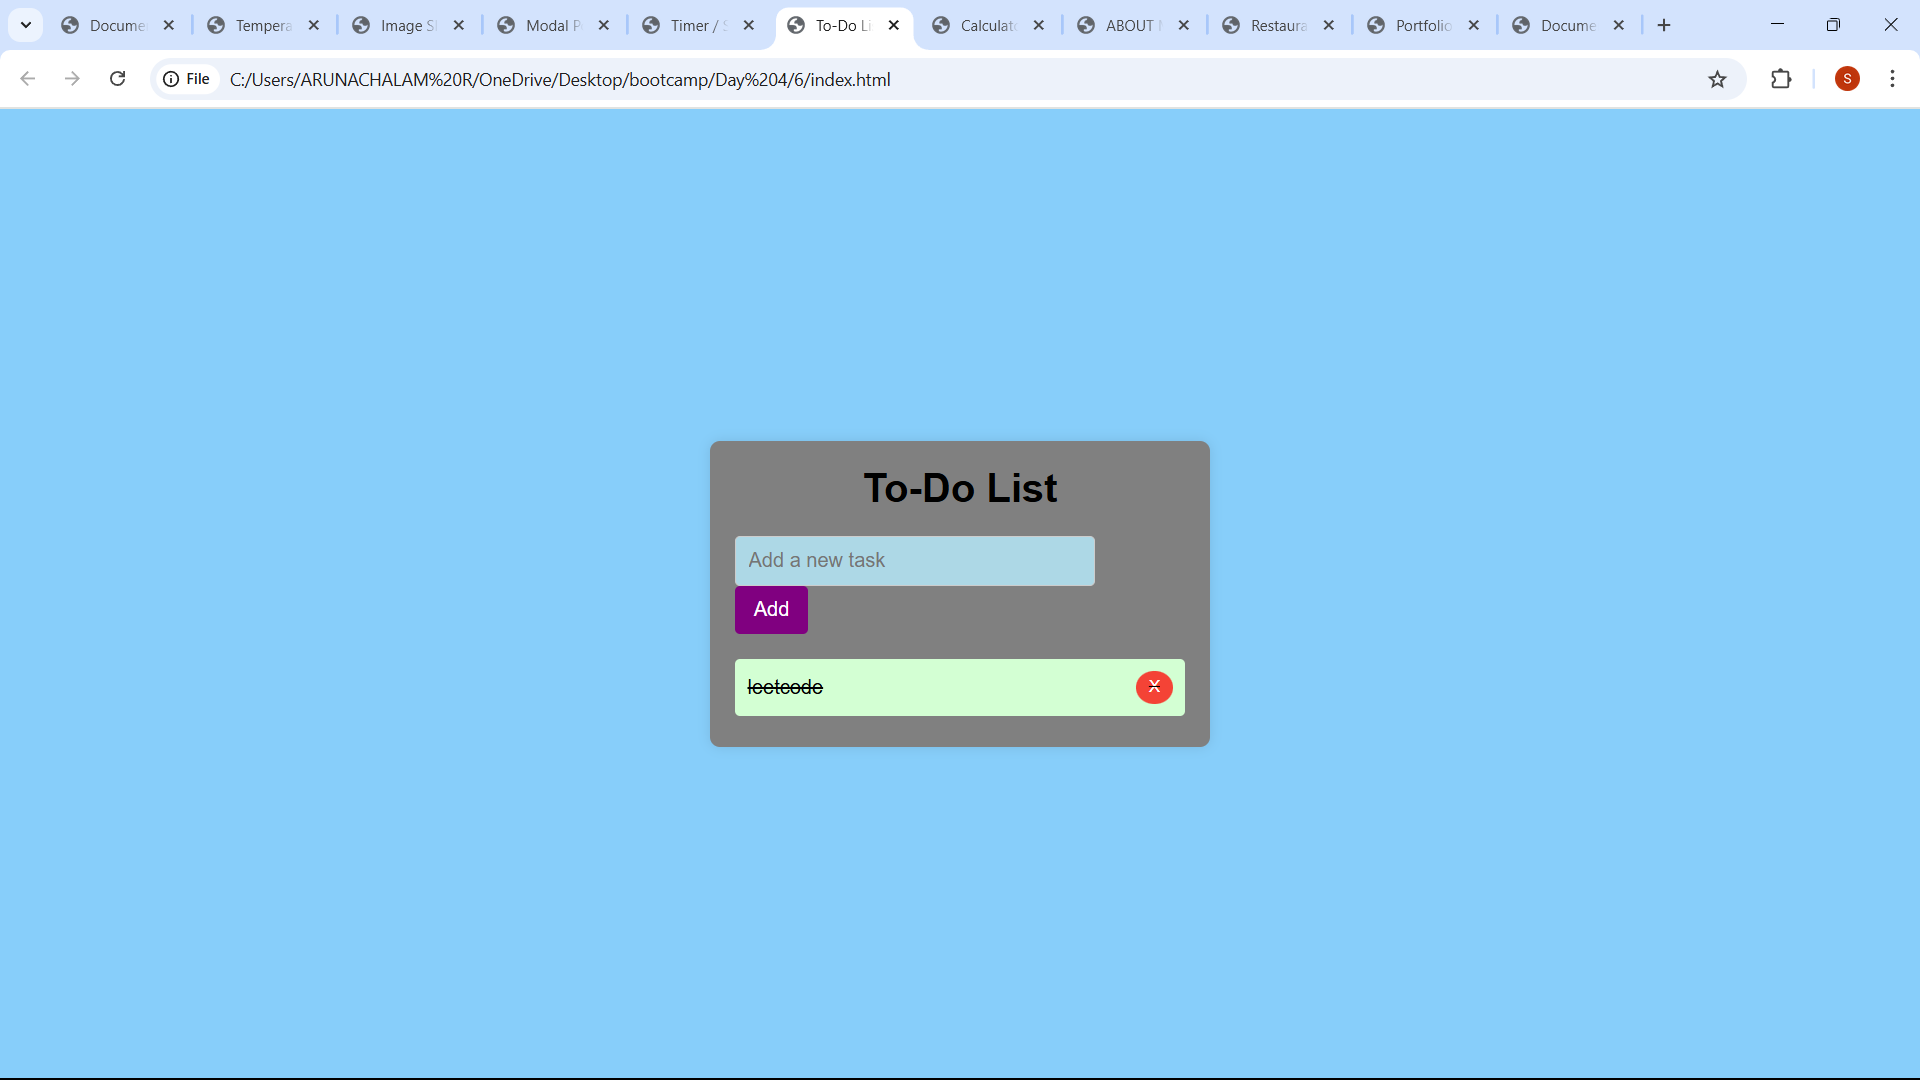 Docume
Tempera
Image Sl
Modal P
Timer / S
To-Do Li
Calculato
ABOUT
Restaura
Portfolio
Docume
File
C:/Users/ARUNACHALAM%20R/OneDrive/Desktop/bootcamp/Day%204/6/index.html
S
To-Do List
Add a new task
Add
leetcode
X